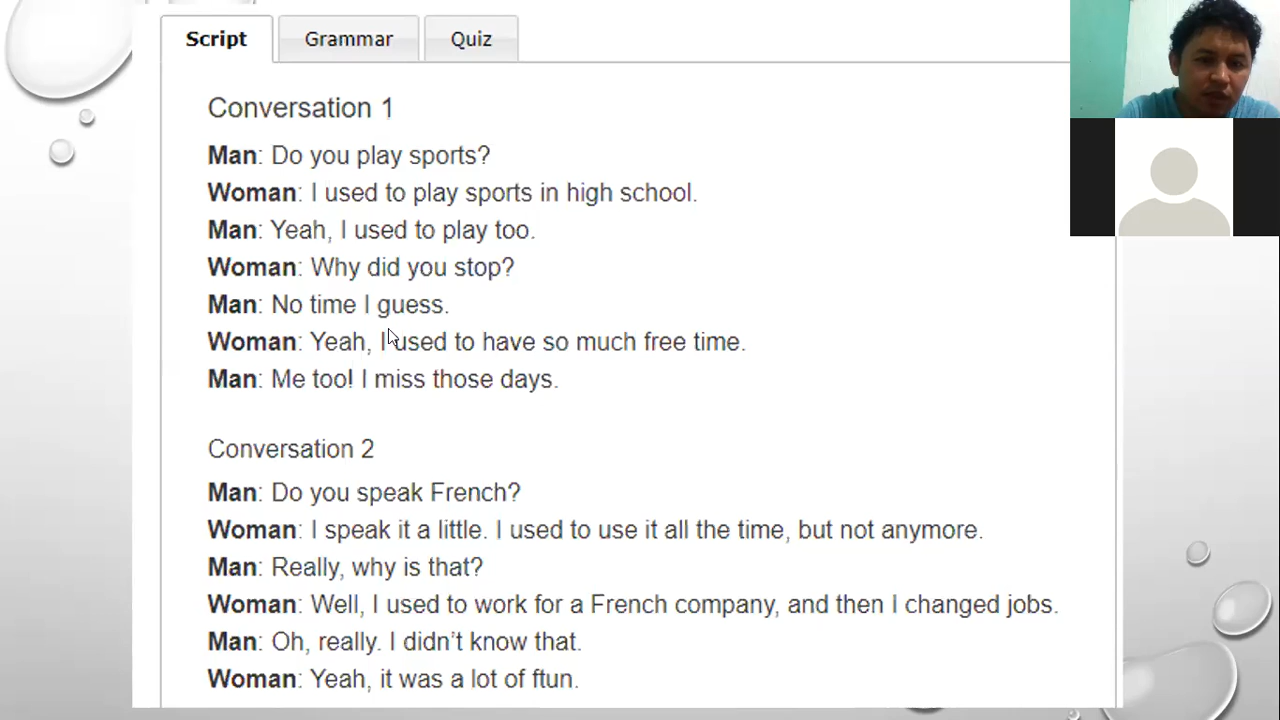 Script Grammar Quiz
Conversation 1
Man: Do you play sports?
Woman: I used to play sports in high school.
Man: Yeah, I used to play too.
Woman: Why did you stop?
Man: No time I guess.
Woman: Yeah, I used to have so much free time.
Man: Me too! I miss those days.
Conversation 2
Man: Do you speak French?
Woman: I speak it a little. I used to use it all the time, but not anymore.
Man: Really, why is that?
Woman: Well, I used to work for a French company, and then I changed jobs.
Man: Oh, really. I didn’t know that.
Woman: Yeah, it was a lot of ftun.